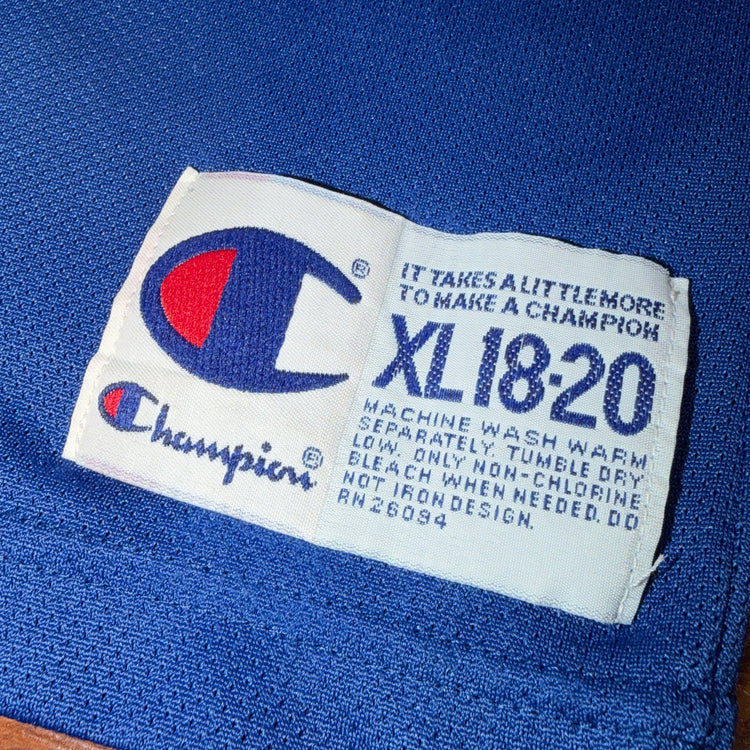 ®
Champion®
IT TAKES A LITTLE MORE
TO MAKE A CHAMPION
XL 18-20
MACHINE WASH WARM
SEPARATELY. TUMBLE DRY
LOW. ONLY NON-CHLORINE
BLEACH WHEN NEEDED. DO
NOT IRON DESIGN.
RN 26094